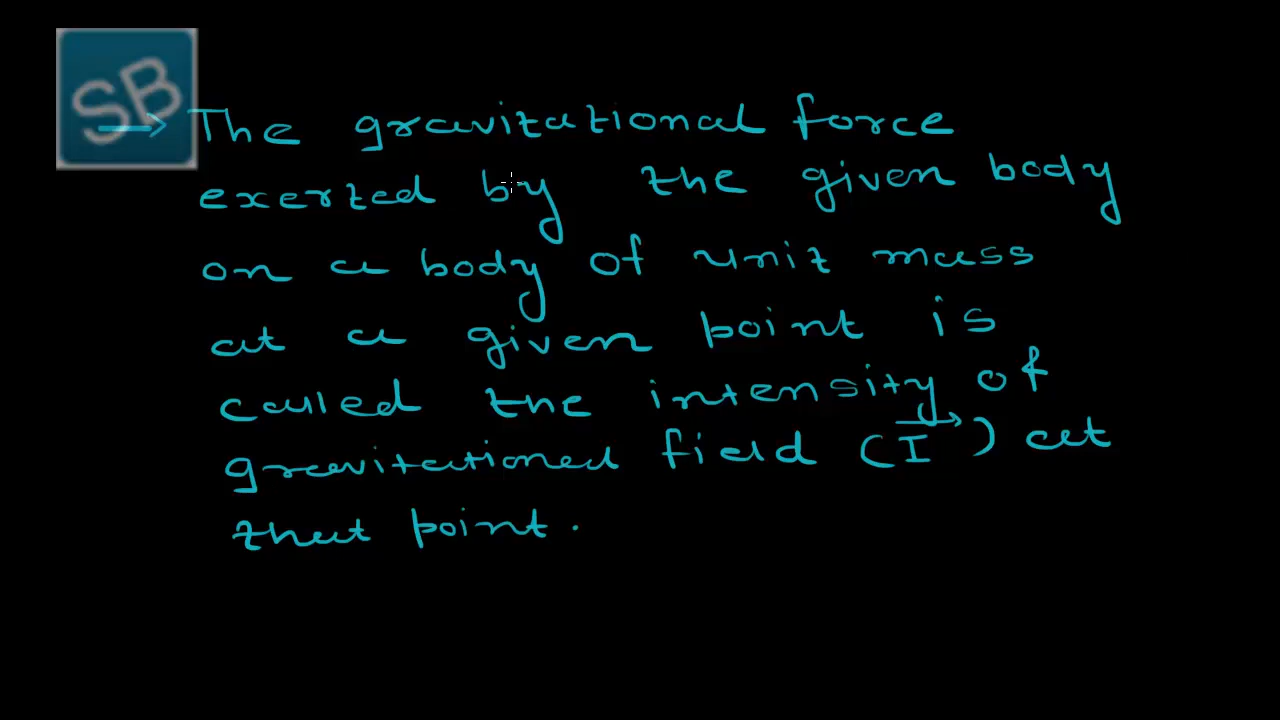 SB
→ The gravitational force
exerted by the given body
on a body of unit mass
at a given point is
called the intensity of
gravitational field (I⃗) at
that point.